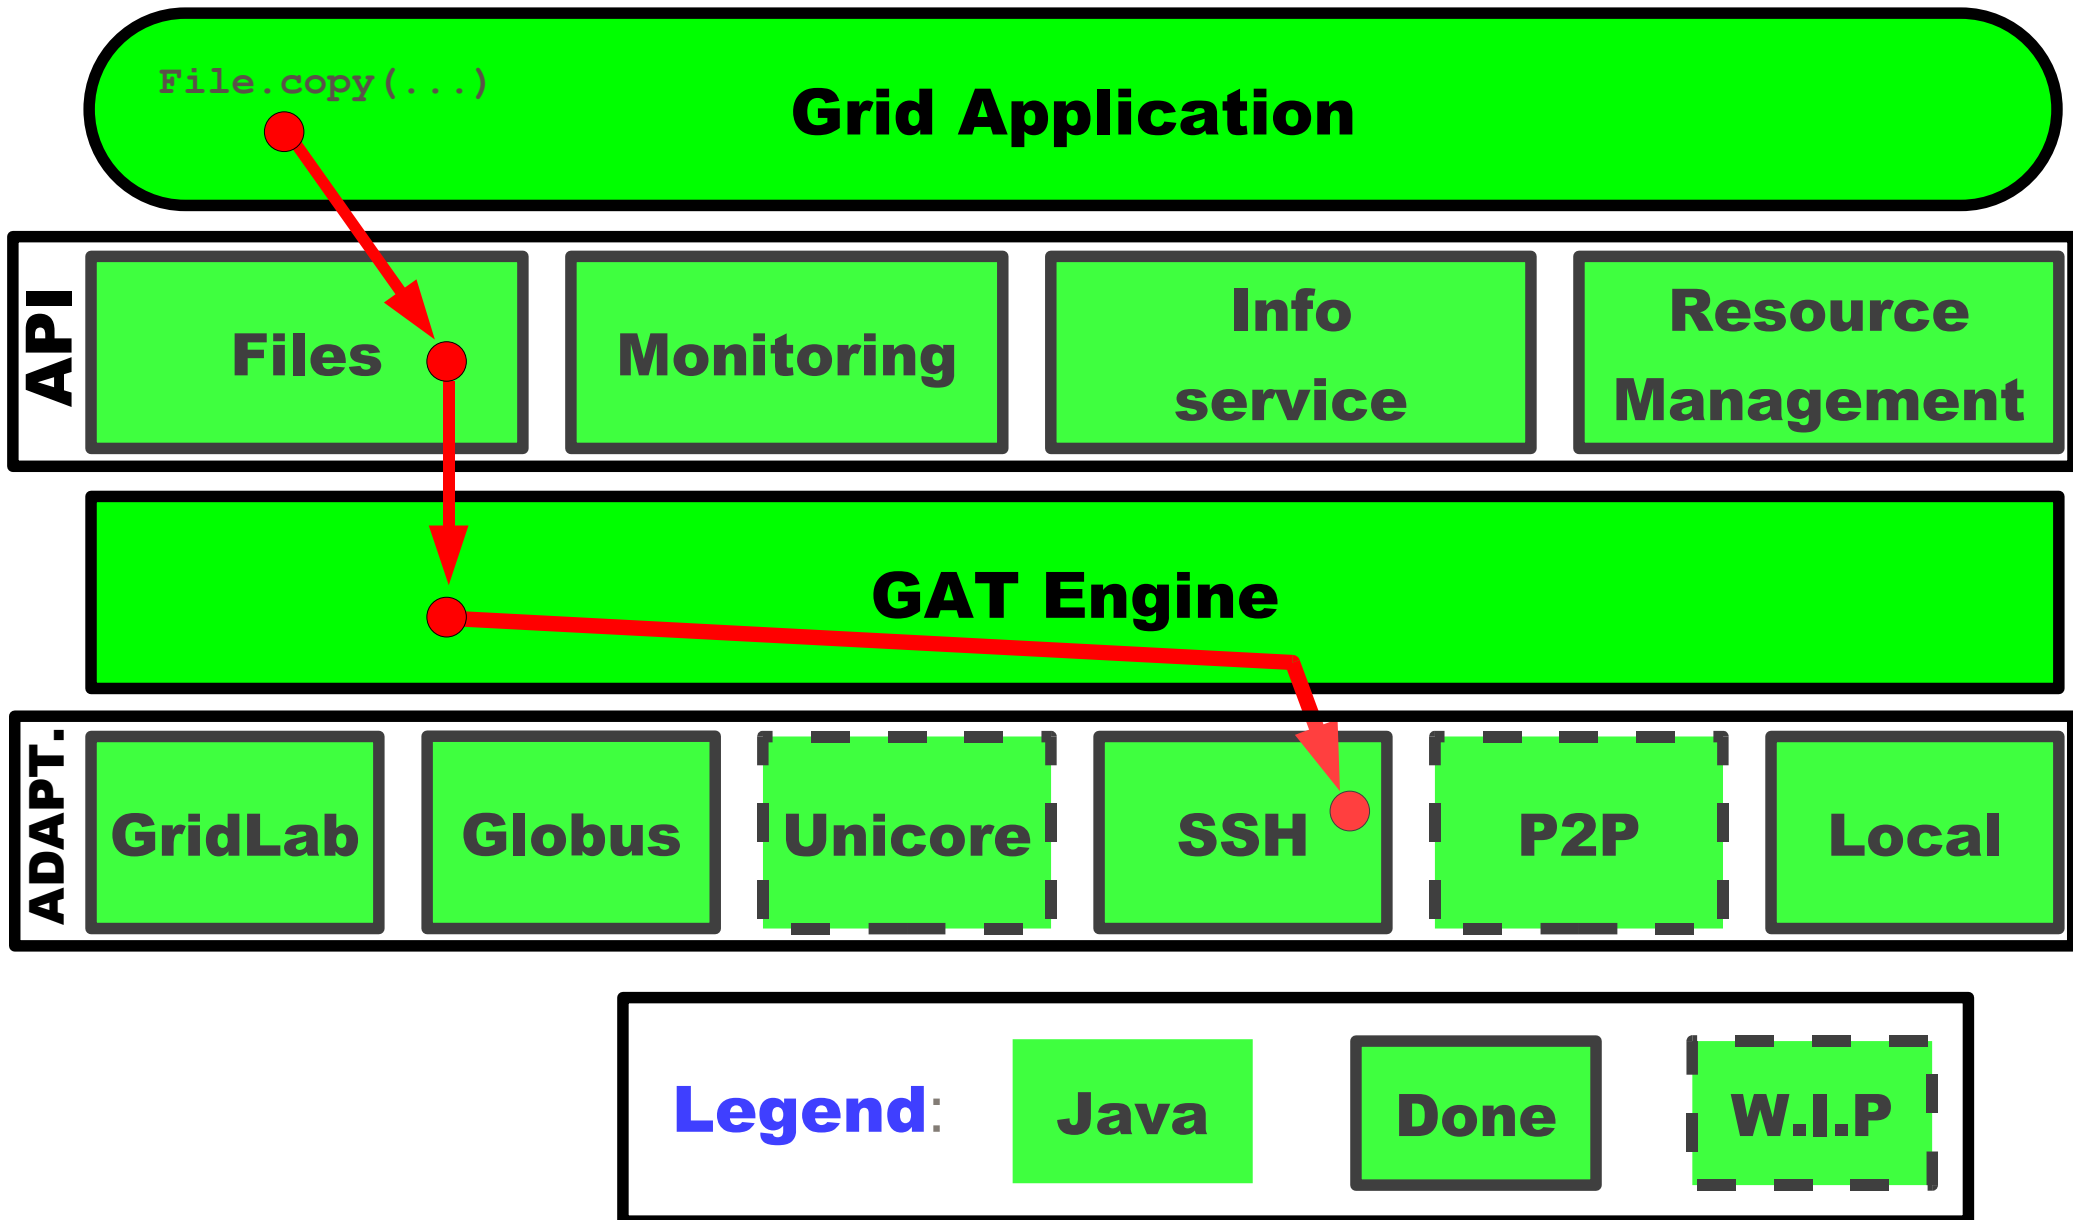 File.copy(...)
Grid Application
API
Files
Monitoring
Info
service
Resource
Management
GAT Engine
ADAPT.
GridLab
Globus
Unicore
SSH
P2P
Local
Legend:
Java
Done
W.I.P